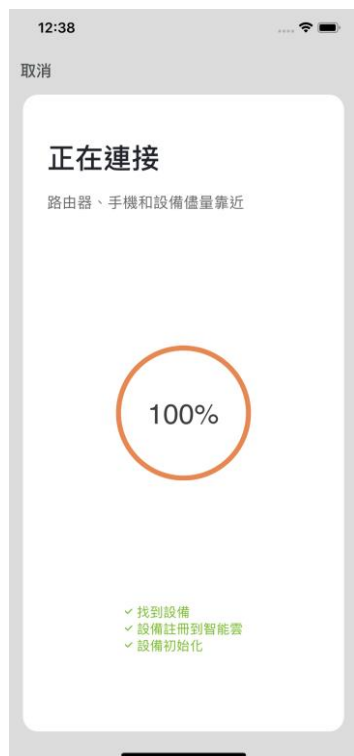 12:38
取消
正在連接
路由器、手機和設備儘量靠近
100%
找到設備
設備註冊到智能雲
設備初始化